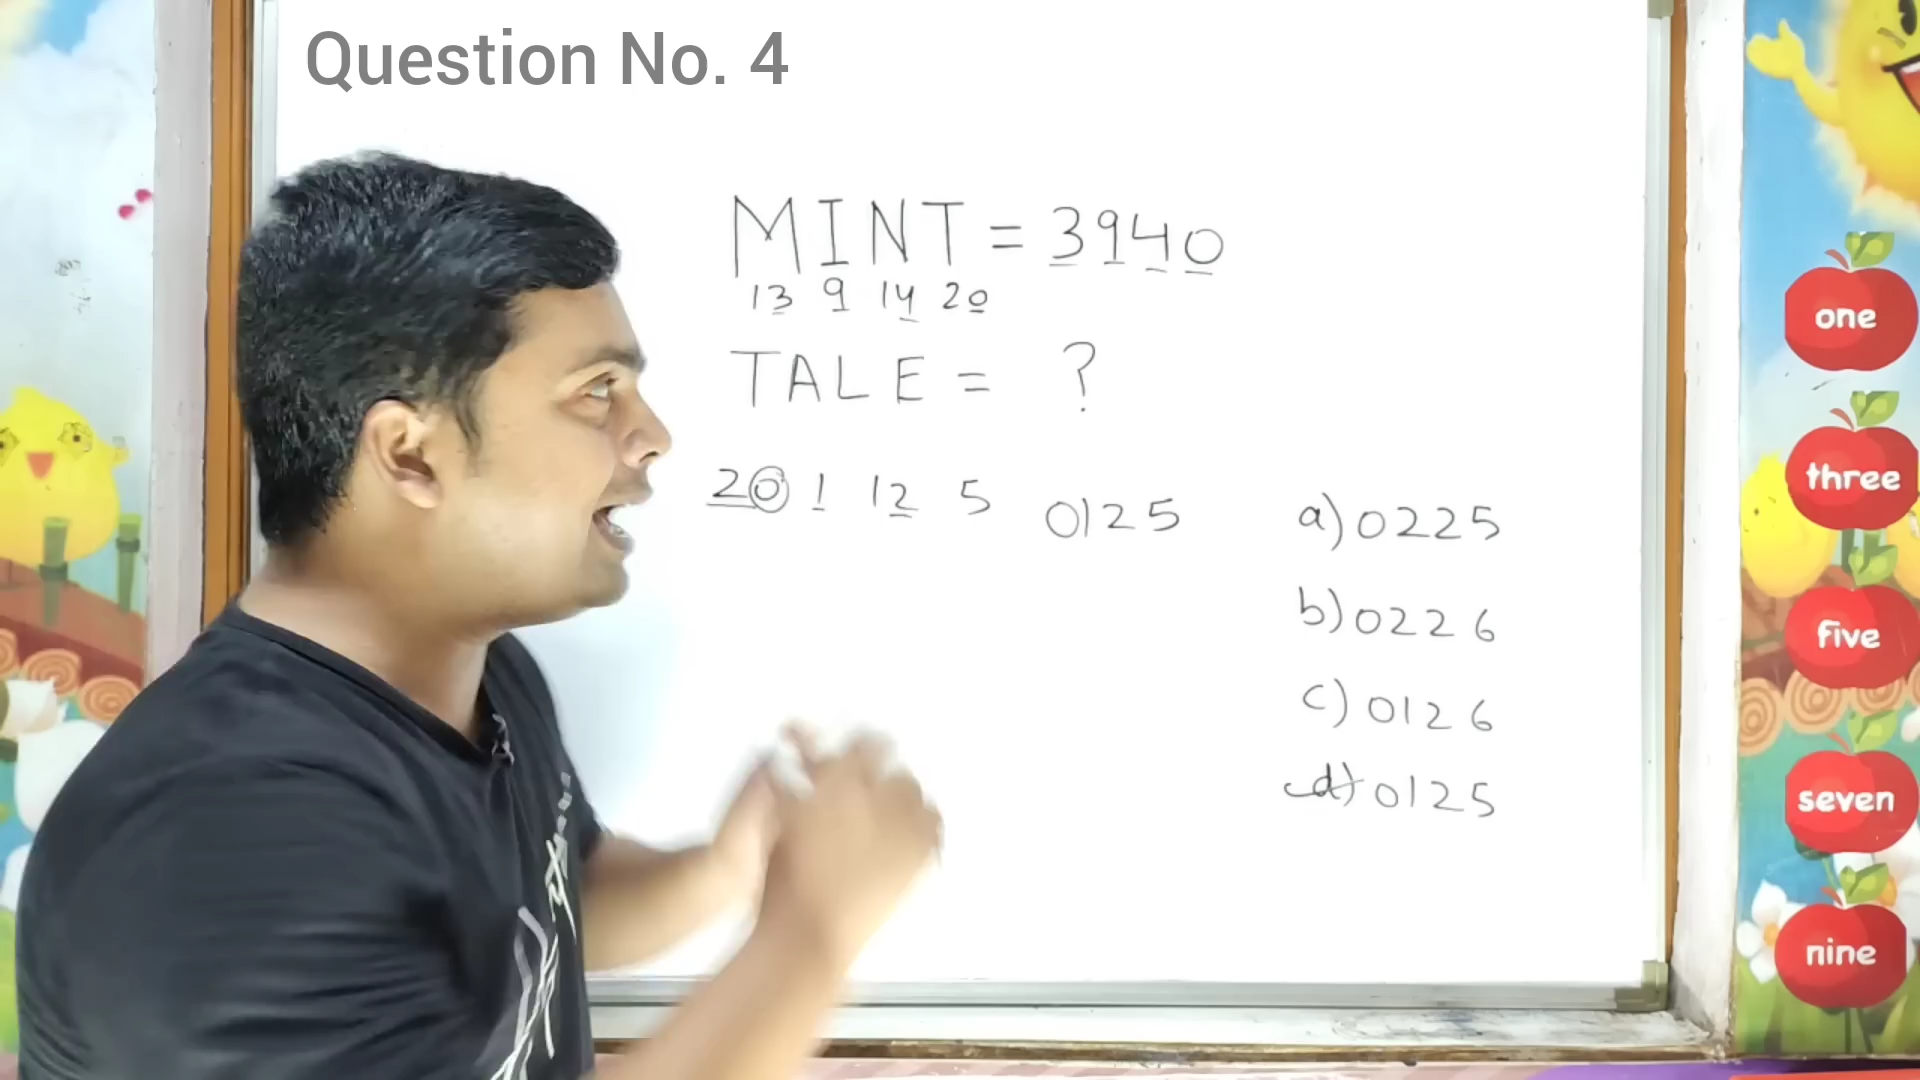 Question No. 4
MINT = 3940
13 9 14 20
TALE = ?
20 1 12 5 0125
a) 0225
b) 0226
c) 0126
d) 0125
one
three
five
seven
nine